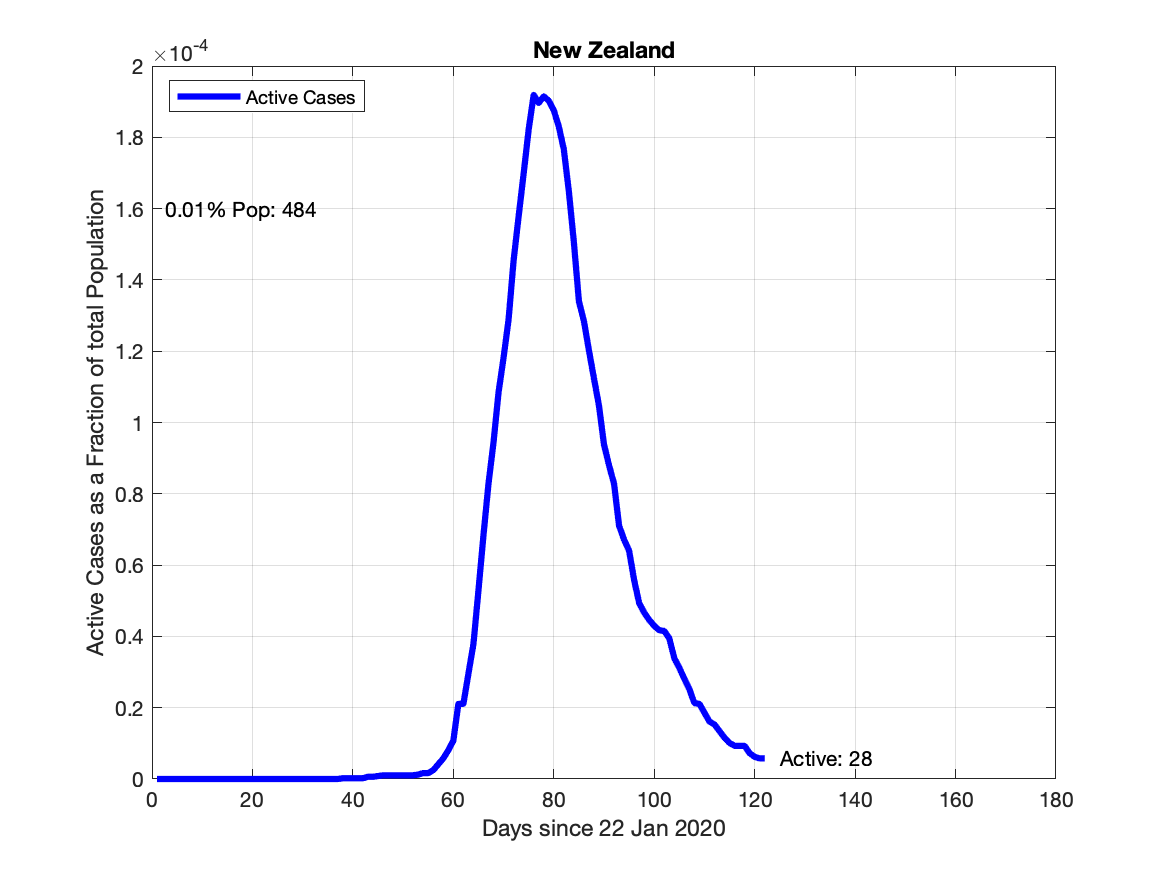 New Zealand
×10-4
2
1.8
1.6
1.4
1.2
1
0.8
0.6
0.4
0.2
0
Active Cases
0.01% Pop: 484
Active: 28
0 20 40 60 80 100 120 140 160 180
Days since 22 Jan 2020
Active Cases as a Fraction of total Population